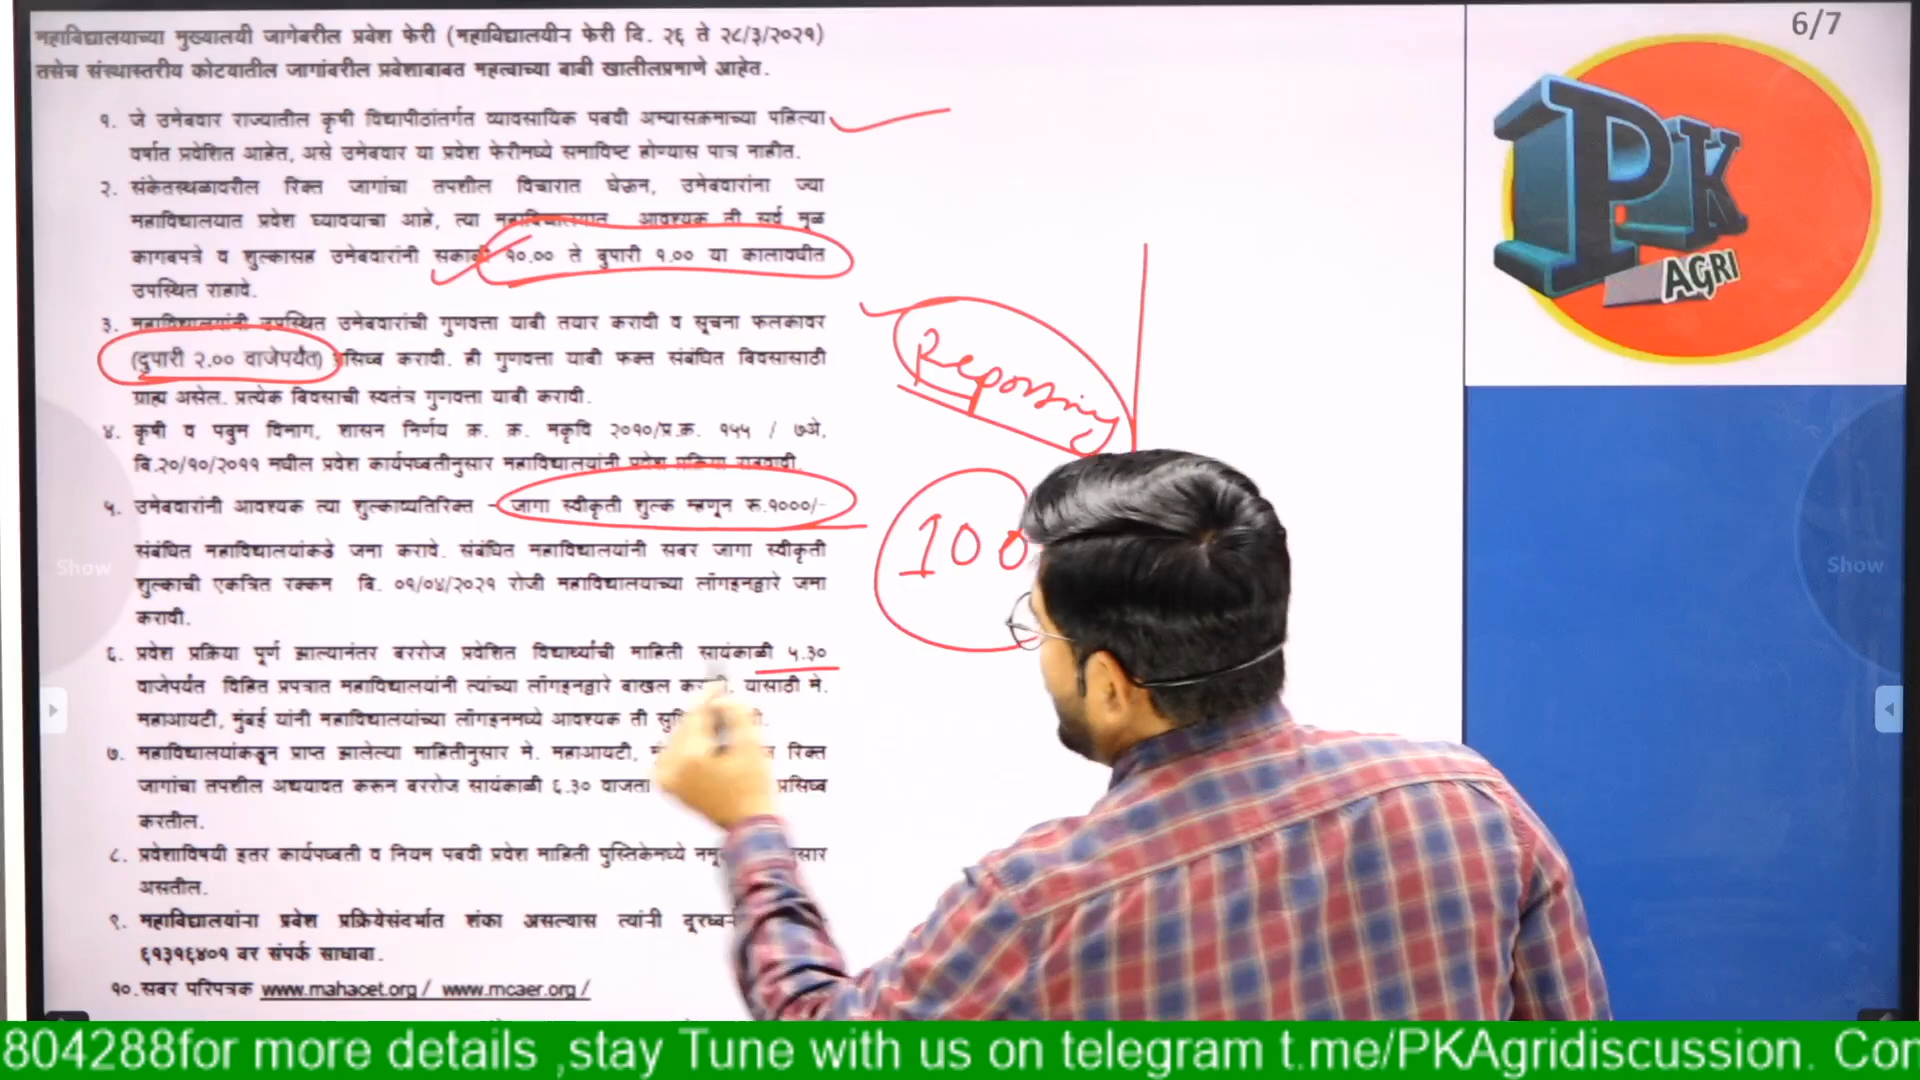 महाविद्यालयाच्या मुख्यालयी जागेवरील प्रवेश फेरी (महाविद्यालयीन फेरी दि. २६ ते २८/३/२०२१)
तसेच संस्थास्तरीय कोटयातील जागांवरील प्रवेशाबाबत महत्वाच्या बाबी खालीलप्रमाणे आहेत.
6/7
१. जे उमेदवार राज्यातील कृषी विद्यापीठांतर्गत व्यावसायिक पदवी अभ्यासक्रमाच्या पहिल्या
वर्षात प्रवेशित आहेत, असे उमेदवार या प्रवेश फेरीमध्ये समाविष्ट होण्यास पात्र नाहीत.
२. संकेतस्थळावरील रिक्त जागांचा तपशील विचारात घेऊन, उमेदवारांना ज्या
महाविद्यालयात प्रवेश घ्यावयाचा आहे, त्या महाविद्यालयात आवश्यक ती सर्व मूळ
कागदपत्रे व शुल्कासह उमेदवारांनी सकाळी १०.०० ते दुपारी १.०० या कालावधीत
उपस्थित राहावे.
३. महाविद्यालयांनी उपस्थित उमेदवारांची गुणवत्ता यादी तयार करावी व सूचना फलकावर
(दुपारी २.०० वाजेपर्यंत) प्रसिध्द करावी. ही गुणवत्ता यादी फक्त संबंधित दिवसासाठी
ग्राह्य असेल. प्रत्येक दिवसाची स्वतंत्र गुणवत्ता यादी करावी.
४. कृषी व पदुम विभाग, शासन निर्णय क्र. क्र. मकृवि २०१०/प्र.क्र. १५५ / ७अे,
दि.२०/१०/२०११ मधील प्रवेश कार्यपध्दतीनुसार महाविद्यालयांनी प्रवेश प्रक्रिया राबवावी.
५. उमेदवारांनी आवश्यक त्या शुल्काव्यतिरिक्त - जागा स्वीकृती शुल्क म्हणून रू.१०००/-
संबंधित महाविद्यालयांकडे जमा करावे. संबंधित महाविद्यालयांनी सदर जागा स्वीकृती
शुल्काची एकत्रित रक्कम दि. ०१/०४/२०२१ रोजी महाविद्यालयाच्या लॉगइनद्वारे जमा
करावी.
६. प्रवेश प्रक्रिया पूर्ण झाल्यानंतर दररोज प्रवेशित विद्यार्थ्यांची माहिती सायंकाळी ५.३०
वाजेपर्यंत विहित प्रपत्रात महाविद्यालयांनी त्यांच्या लॉगइनद्वारे दाखल यासाठी मे.
महाआयटी, मुंबई यांनी महाविद्यालयांच्या लॉगइनमध्ये आवश्यक ती
७. महाविद्यालयांकडून प्राप्त झालेल्या माहितीनुसार मे. महाआयटी, रिक्त
जागांचा तपशील अद्ययावत करून दररोज सायंकाळी ६.३० वाजता प्रसिध्द
करतील.
८. प्रवेशाविषयी इतर कार्यपध्दती व नियम पदवी प्रवेश माहिती पुस्तिकेमध्ये
असतील.
९. महाविद्यालयांना प्रवेश प्रक्रियेसंदर्भात शंका असल्यास त्यांनी
६१३१६४०१ वर संपर्क साधावा.
१०. सदर परिपत्रक www.mahacet.org / www.mcaer.org /
100
PK
AGRI
Show
Show
804288for more details ,stay Tune with us on telegram t.me/PKAgridiscussion. Con